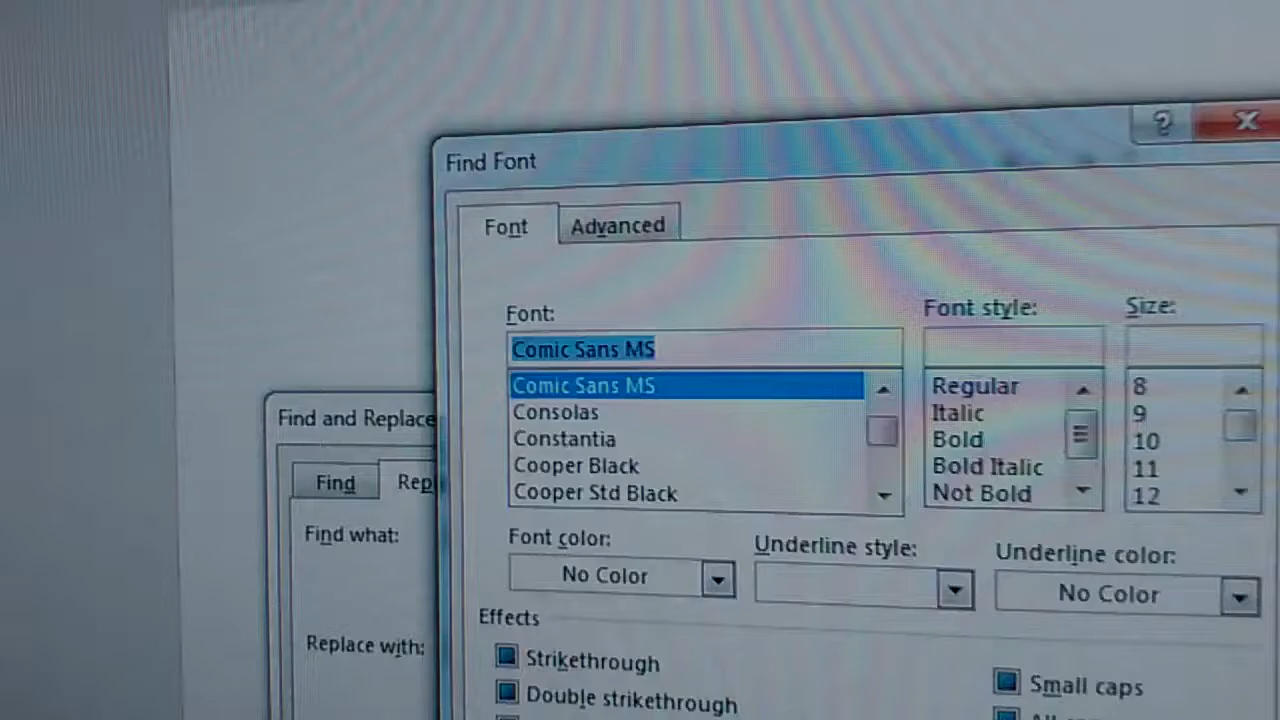 Find Font
Font Advanced
Font: Font style: Size:
Comic Sans MS
Comic Sans MS Regular 8
Consolas Italic 9
Constantia Bold 10
Cooper Black Bold Italic 11
Cooper Std Black Not Bold 12
Find and Replace
Find Rep
Find what:
Font color: Underline style: Underline color:
No Color No Color
Effects
Replace with:
Strikethrough Small caps
Double strikethrough